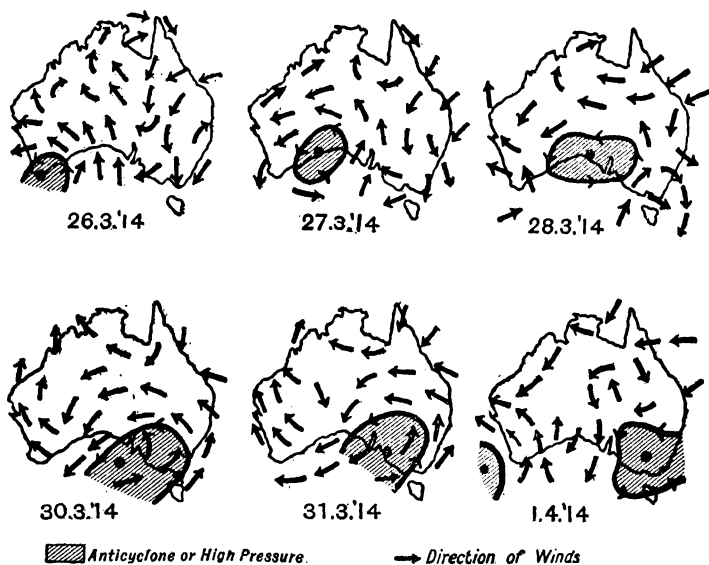 26.3.'14 27.3.'14 28.3.'14
30.3.'14 31.3.'14 1.4.'14
Anticyclone or High Pressure. Direction of Winds